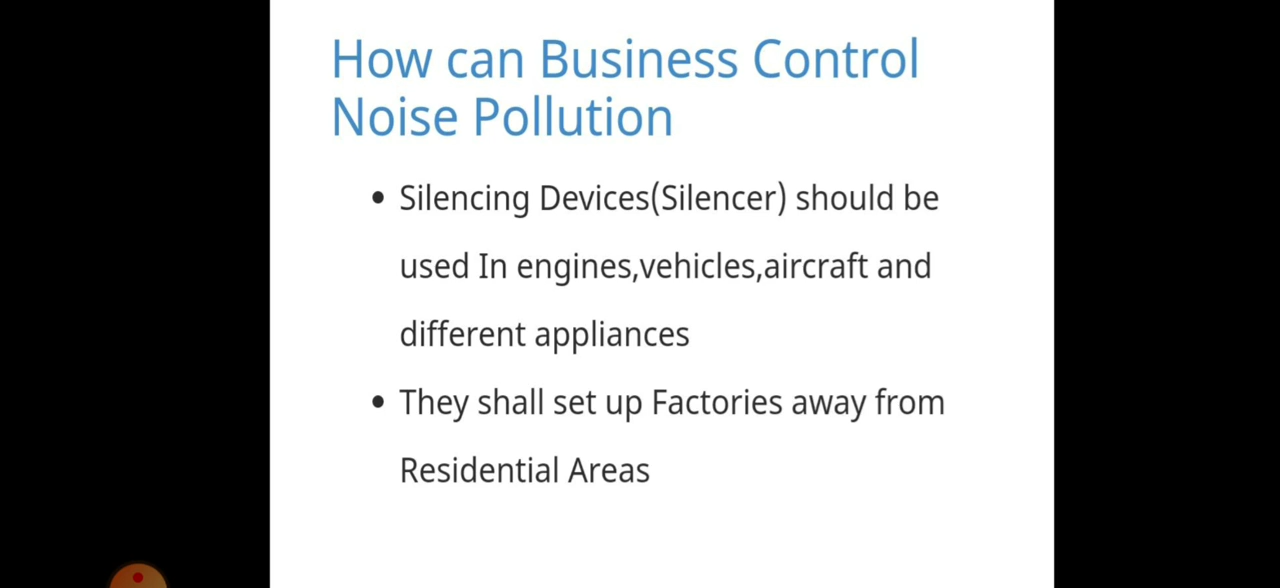 How can Business Control
Noise Pollution
• Silencing Devices(Silencer) should be
used In engines,vehicles,aircraft and
different appliances
• They shall set up Factories away from
Residential Areas